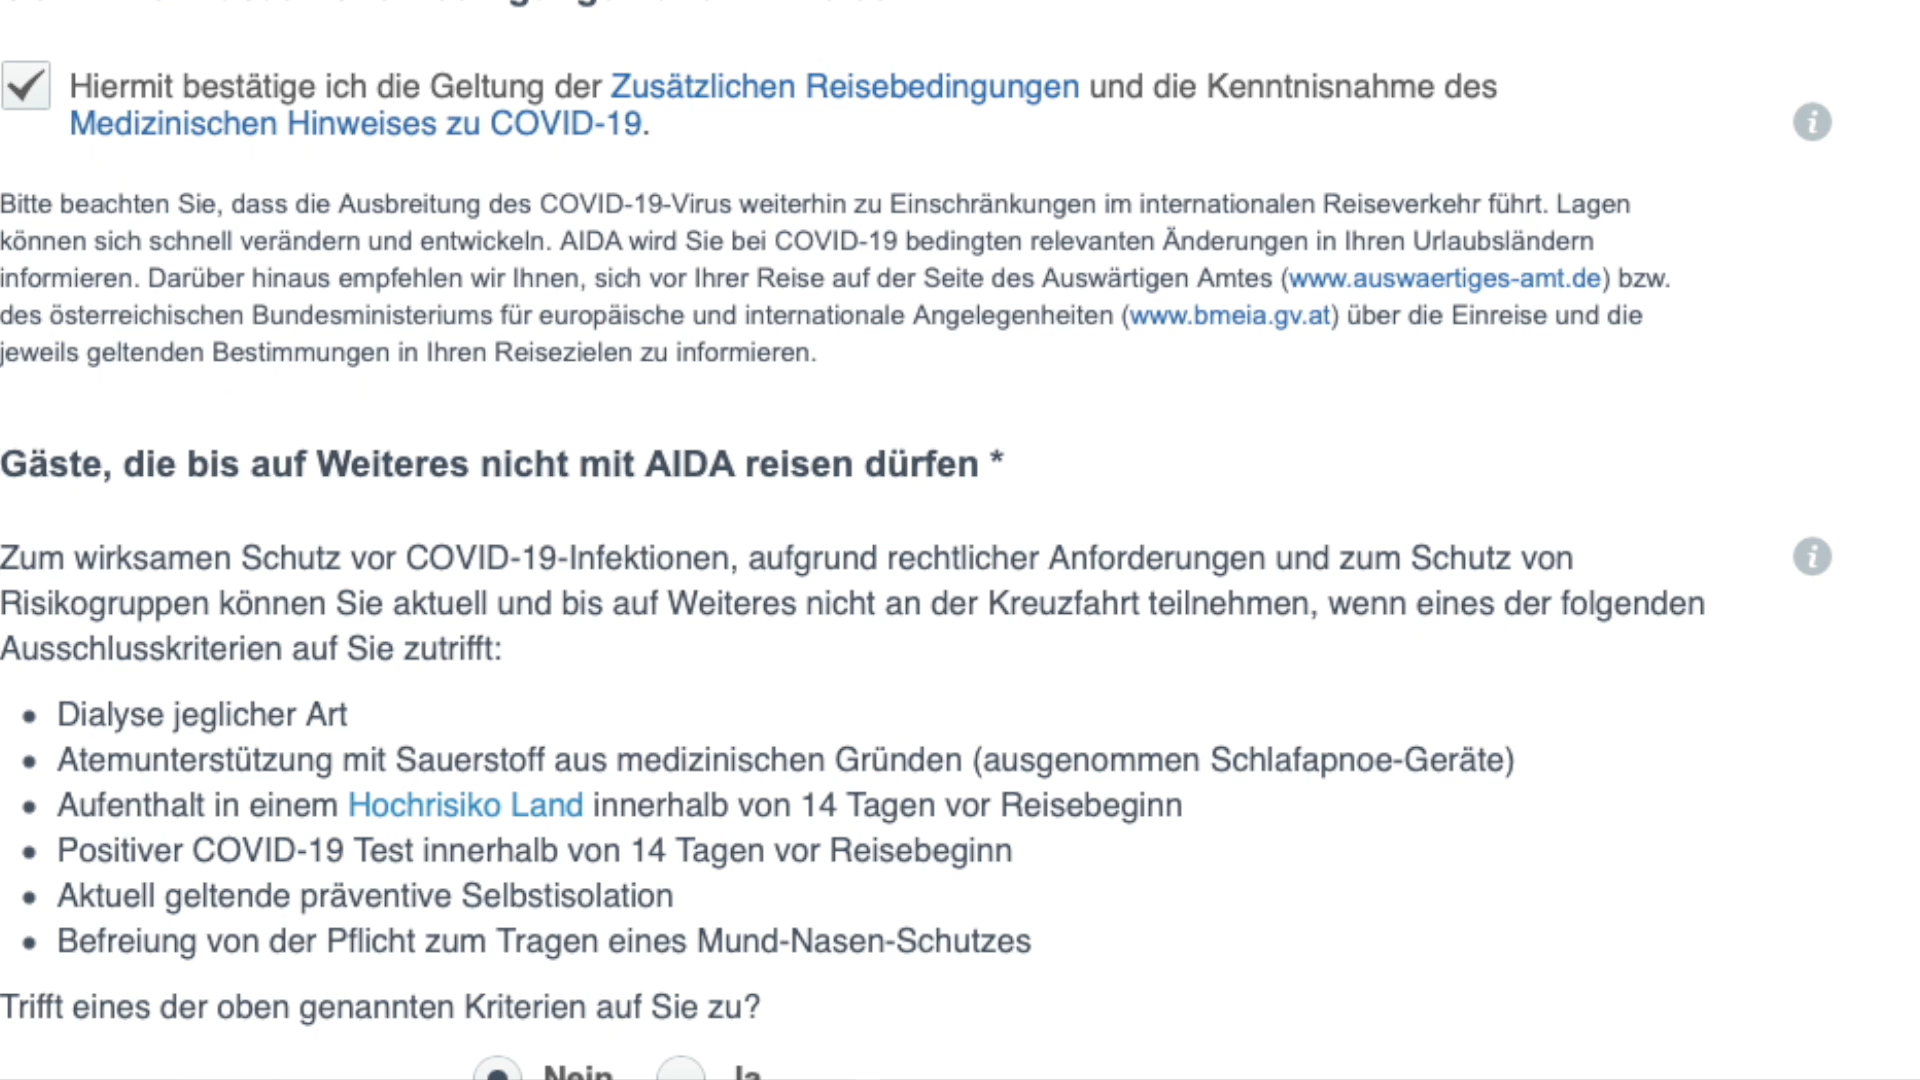 Hiermit bestätige ich die Geltung der Zusätzlichen Reisebedingungen und die Kenntnisnahme des
Medizinischen Hinweises zu COVID-19.
Bitte beachten Sie, dass die Ausbreitung des COVID-19-Virus weiterhin zu Einschränkungen im internationalen Reiseverkehr führt. Lagen
können sich schnell verändern und entwickeln. AIDA wird Sie bei COVID-19 bedingten relevanten Änderungen in Ihren Urlaubsländern
informieren. Darüber hinaus empfehlen wir Ihnen, sich vor Ihrer Reise auf der Seite des Auswärtigen Amtes (www.auswaertiges-amt.de) bzw.
des österreichischen Bundesministeriums für europäische und internationale Angelegenheiten (www.bmeia.gv.at) über die Einreise und die
jeweils geltenden Bestimmungen in Ihren Reisezielen zu informieren.
Gäste, die bis auf Weiteres nicht mit AIDA reisen dürfen *
Zum wirksamen Schutz vor COVID-19-Infektionen, aufgrund rechtlicher Anforderungen und zum Schutz von
Risikogruppen können Sie aktuell und bis auf Weiteres nicht an der Kreuzfahrt teilnehmen, wenn eines der folgenden
Ausschlusskriterien auf Sie zutrifft:
• Dialyse jeglicher Art
• Atemunterstützung mit Sauerstoff aus medizinischen Gründen (ausgenommen Schlafapnoe-Geräte)
• Aufenthalt in einem Hochrisiko Land innerhalb von 14 Tagen vor Reisebeginn
• Positiver COVID-19 Test innerhalb von 14 Tagen vor Reisebeginn
• Aktuell geltende präventive Selbstisolation
• Befreiung von der Pflicht zum Tragen eines Mund-Nasen-Schutzes
Trifft eines der oben genannten Kriterien auf Sie zu?
Nein Ja